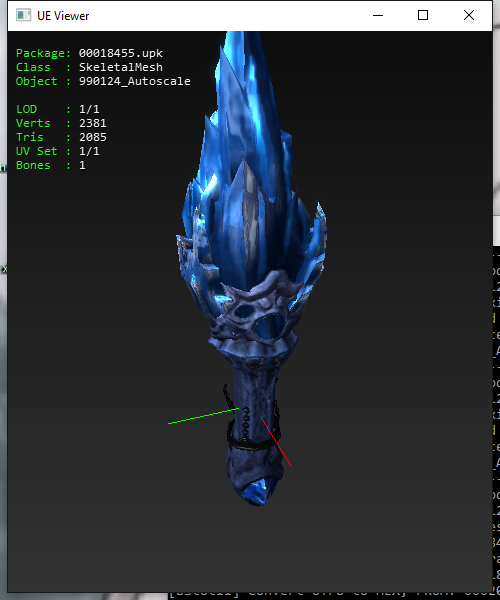 UE Viewer
Package: 00018455.upk
Class : SkeletalMesh
Object : 990124_Autoscale
LOD : 1/1
Verts : 2381
Tris : 2085
UV Set : 1/1
Bones : 1